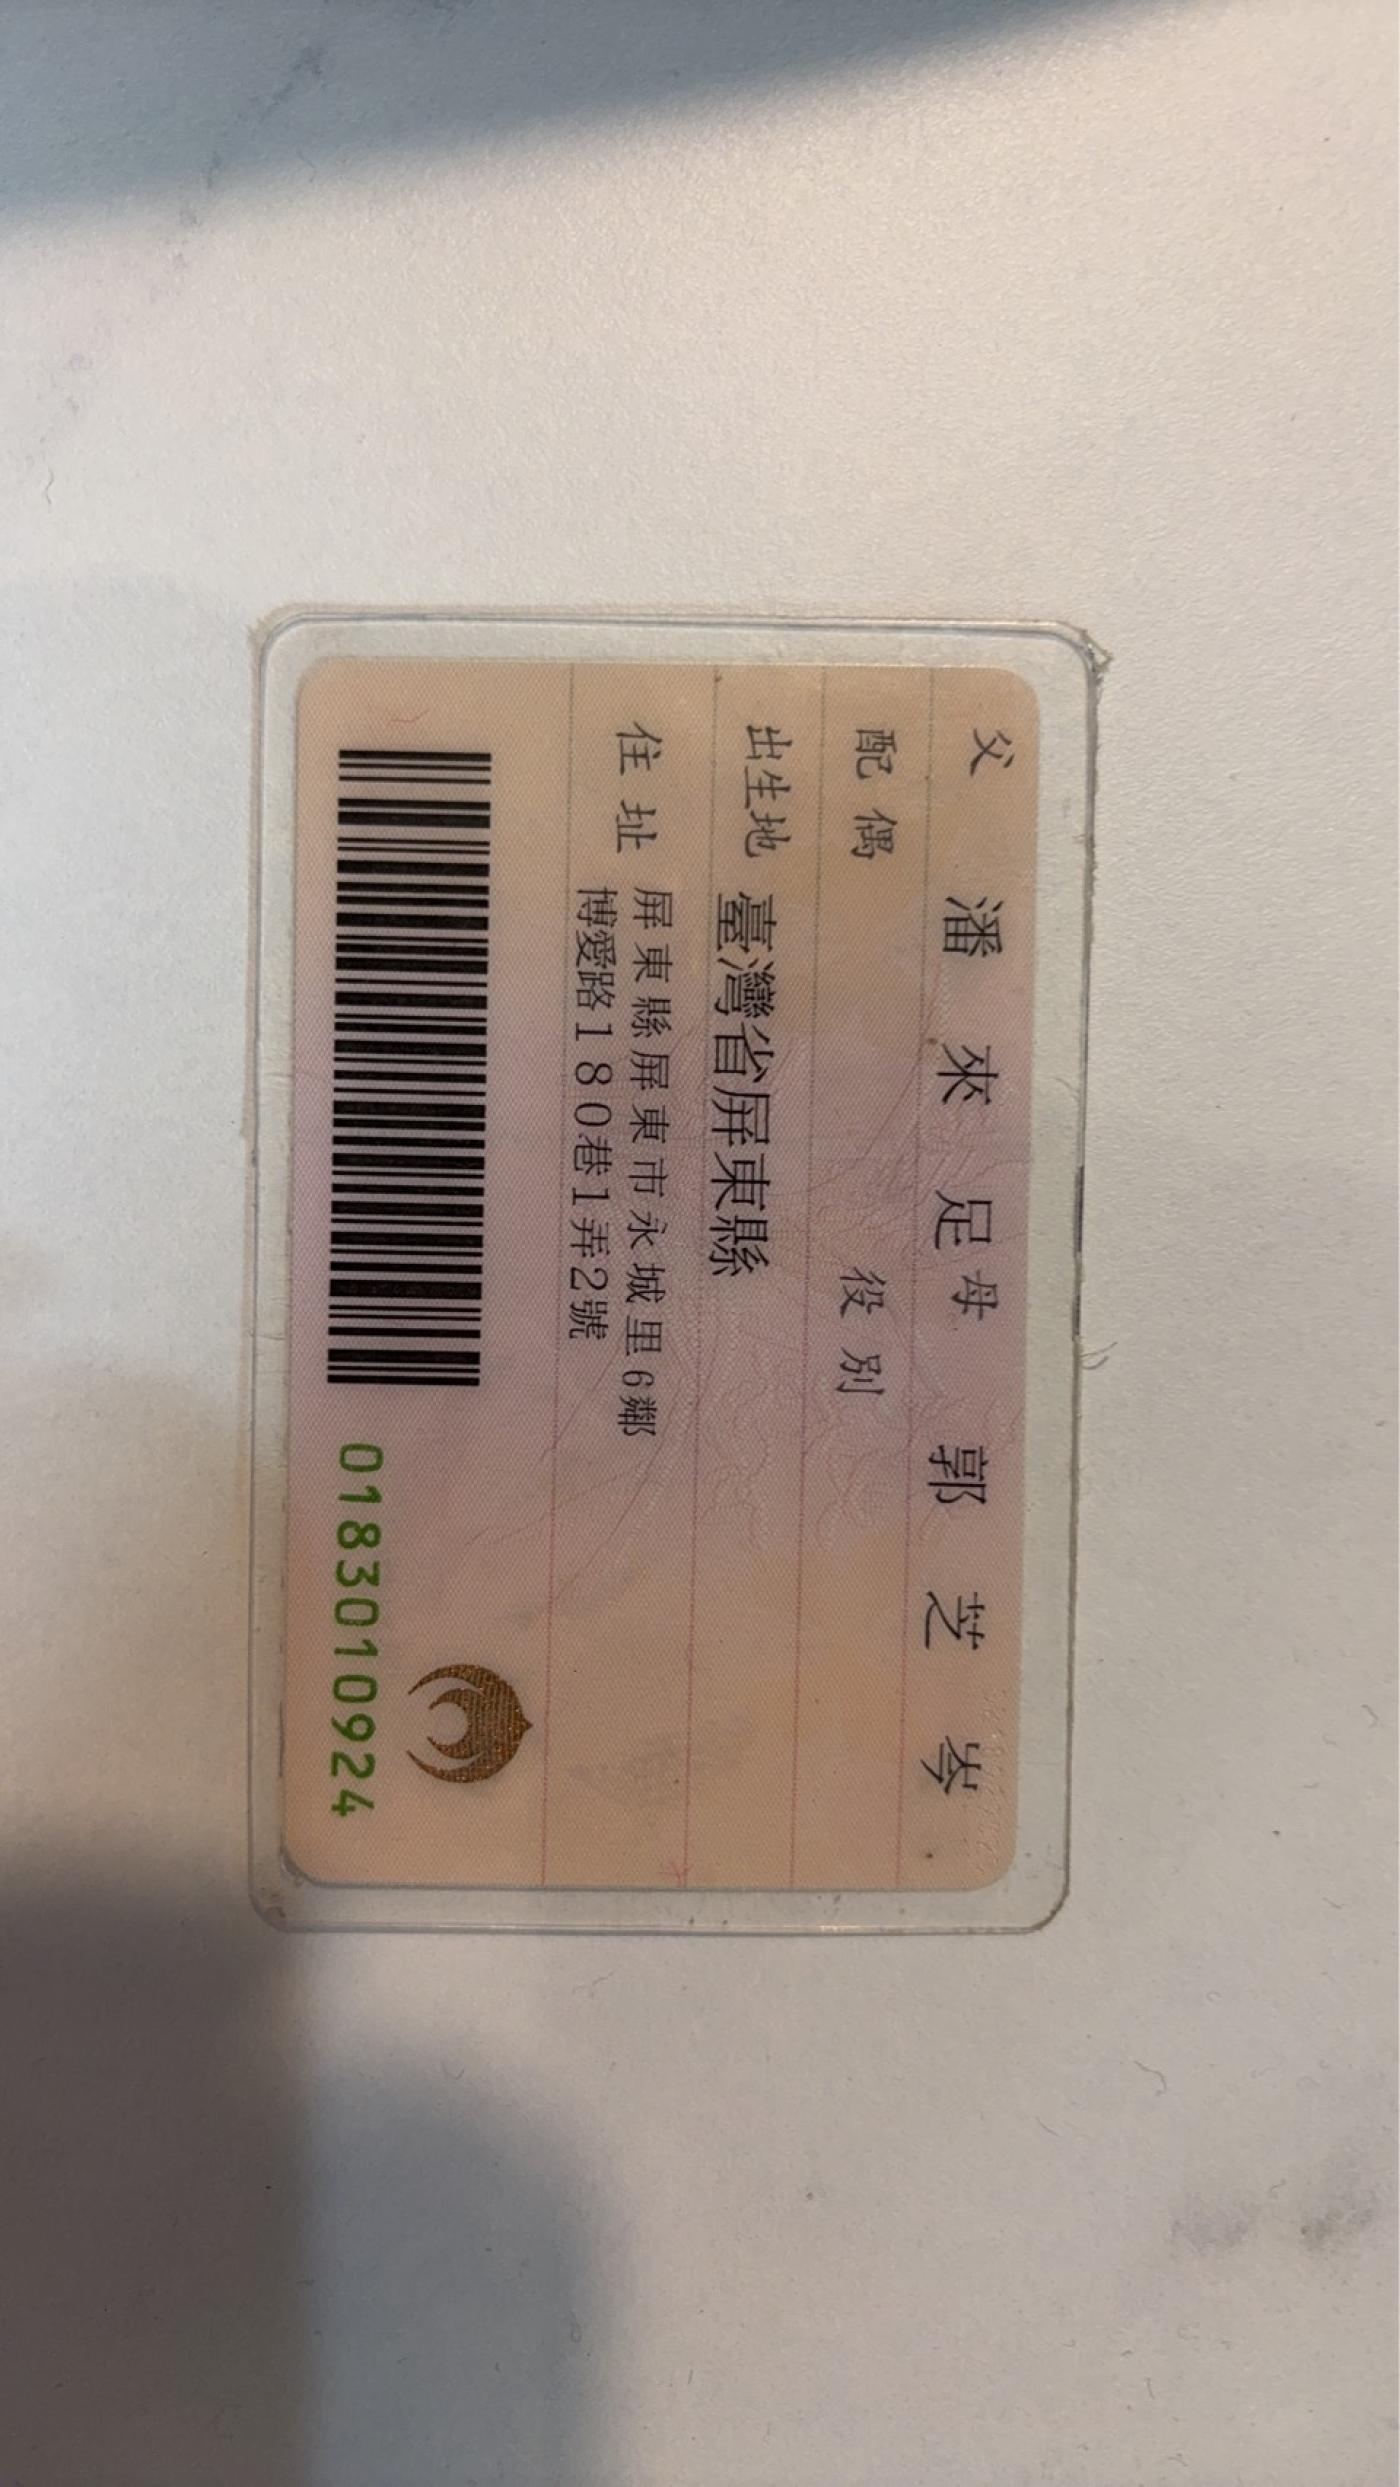 父 潘來足 母 郭芝岑
配偶 役別
出生地 臺灣省屏東縣
住址 屏東縣屏東市永城里6鄰
博愛路180巷1弄2號
0183010924